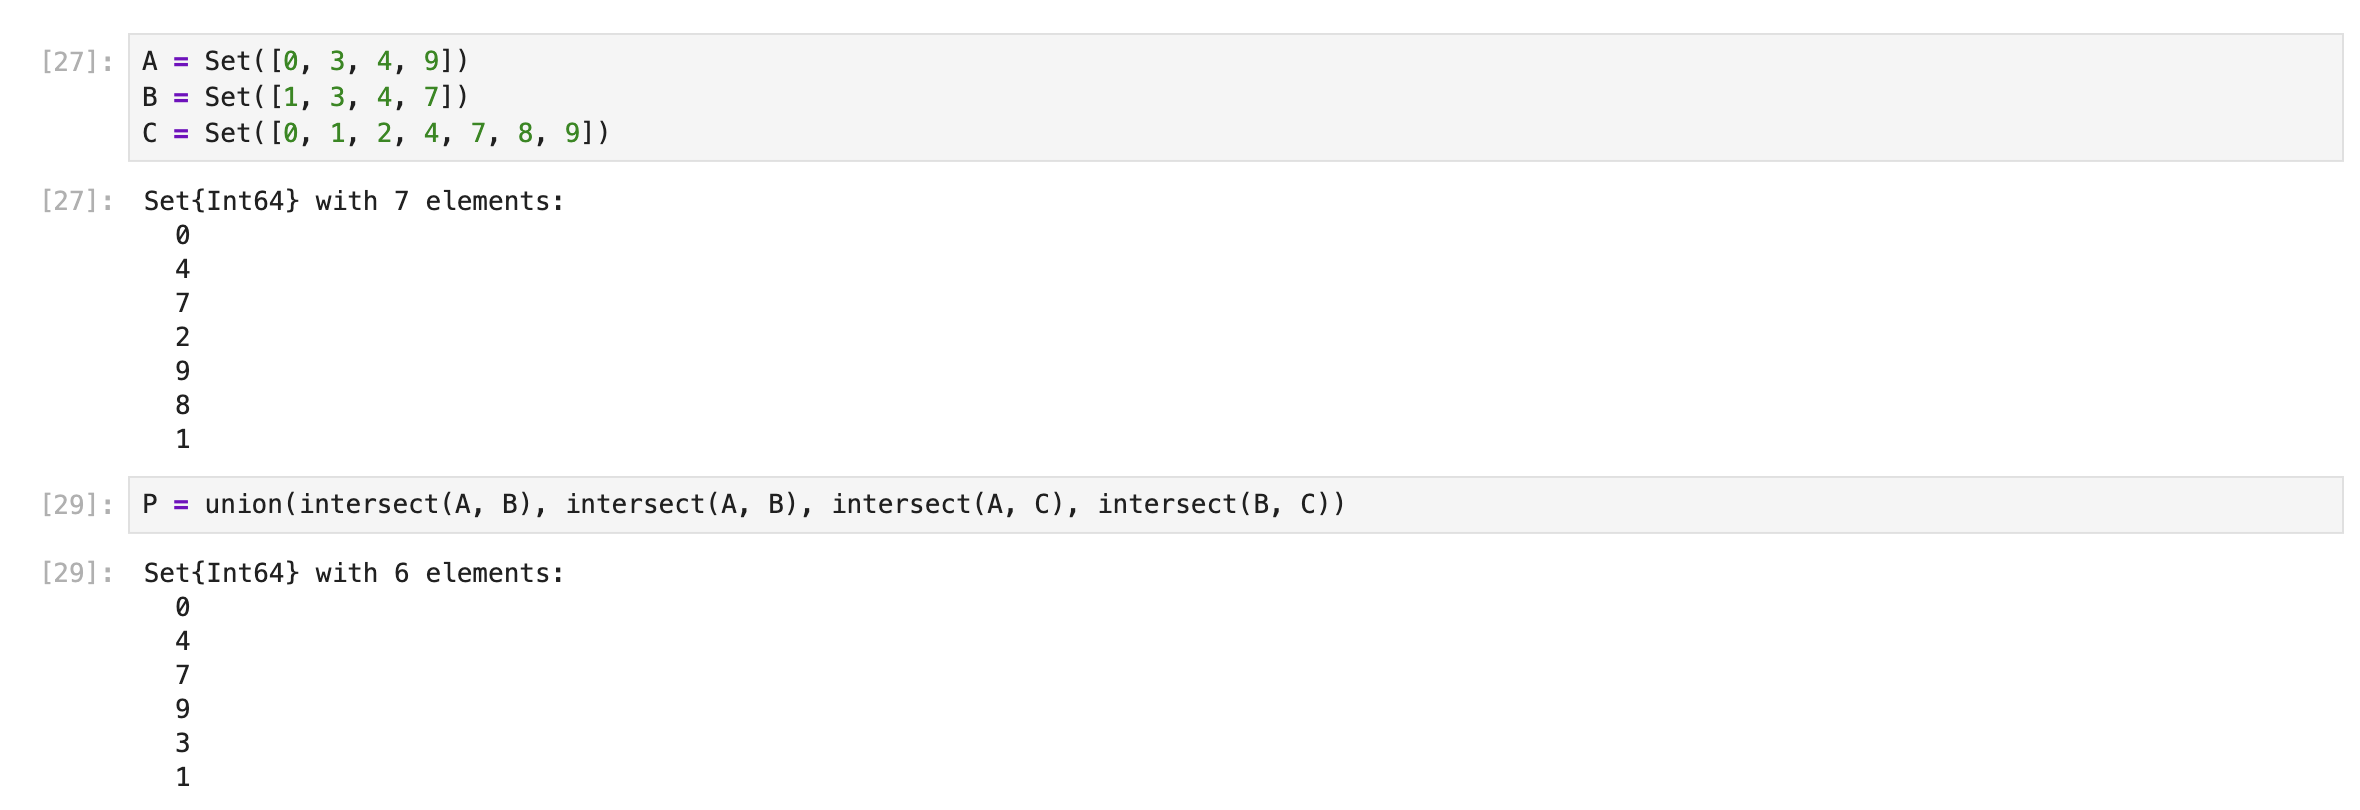 [27]: A = Set([0, 3, 4, 9])
B = Set([1, 3, 4, 7])
C = Set([0, 1, 2, 4, 7, 8, 9])
[27]: Set{Int64} with 7 elements:
0
4
7
2
9
8
1
[29]: P = union(intersect(A, B), intersect(A, B), intersect(A, C), intersect(B, C))
[29]: Set{Int64} with 6 elements:
0
4
7
9
3
1